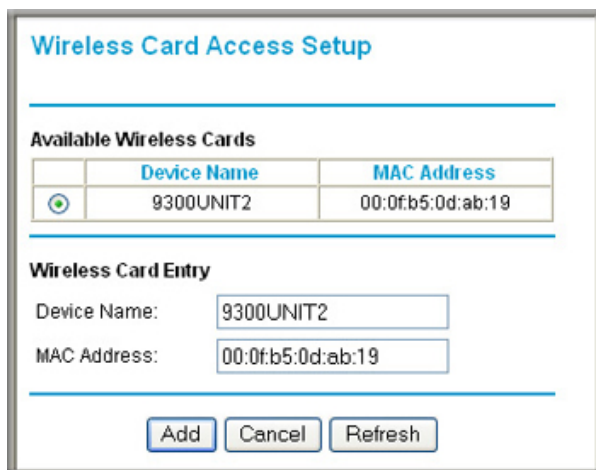 Wireless Card Access Setup
Available Wireless Cards
Device Name MAC Address
9300UNIT2 00:0f:b5:0d:ab:19
Wireless Card Entry
Device Name: 9300UNIT2
MAC Address: 00:0f:b5:0d:ab:19
Add Cancel Refresh